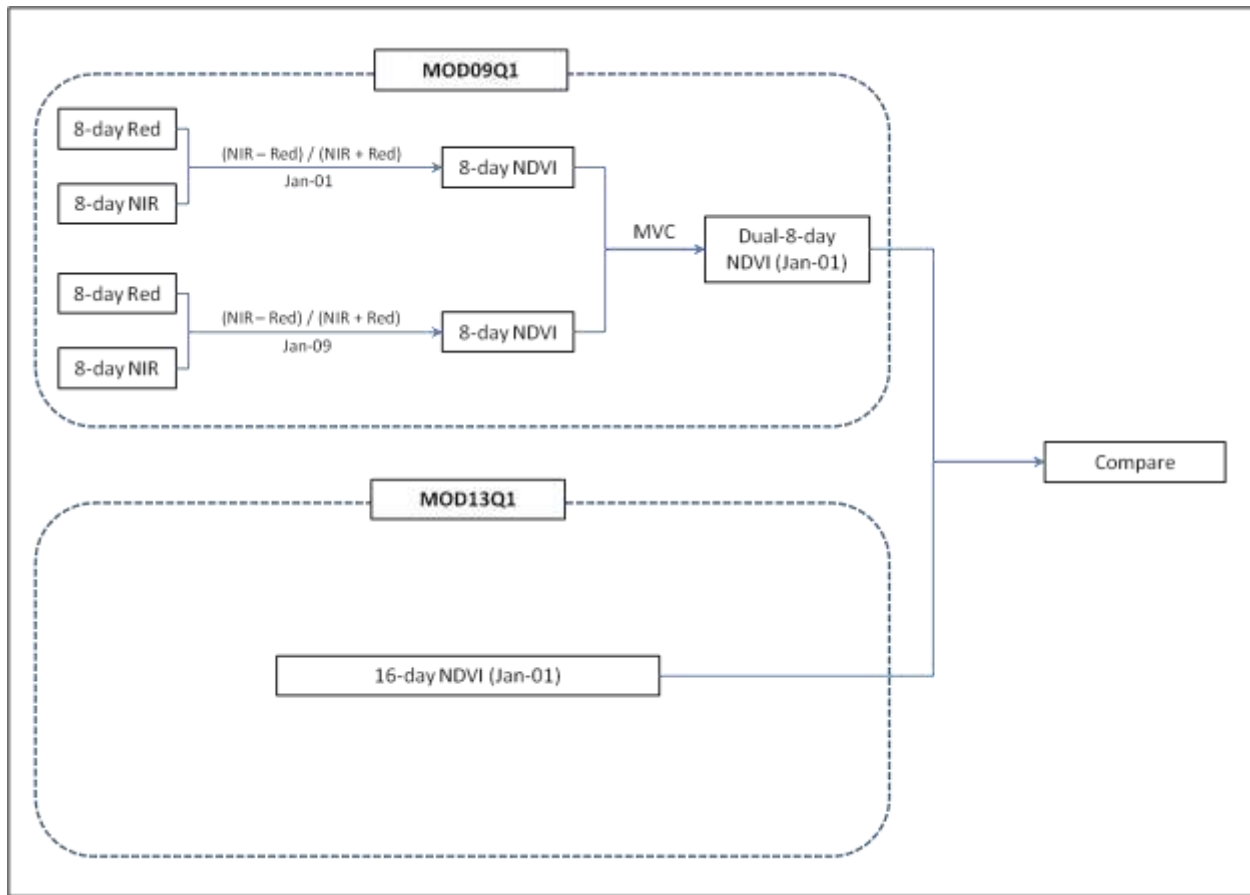 MOD09Q1
8-day Red
8-day NIR
(NIR – Red) / (NIR + Red)
Jan-01
8-day NDVI
8-day Red
8-day NIR
(NIR – Red) / (NIR + Red)
Jan-09
8-day NDVI
MVC
Dual-8-day
NDVI (Jan-01)
MOD13Q1
16-day NDVI (Jan-01)
Compare